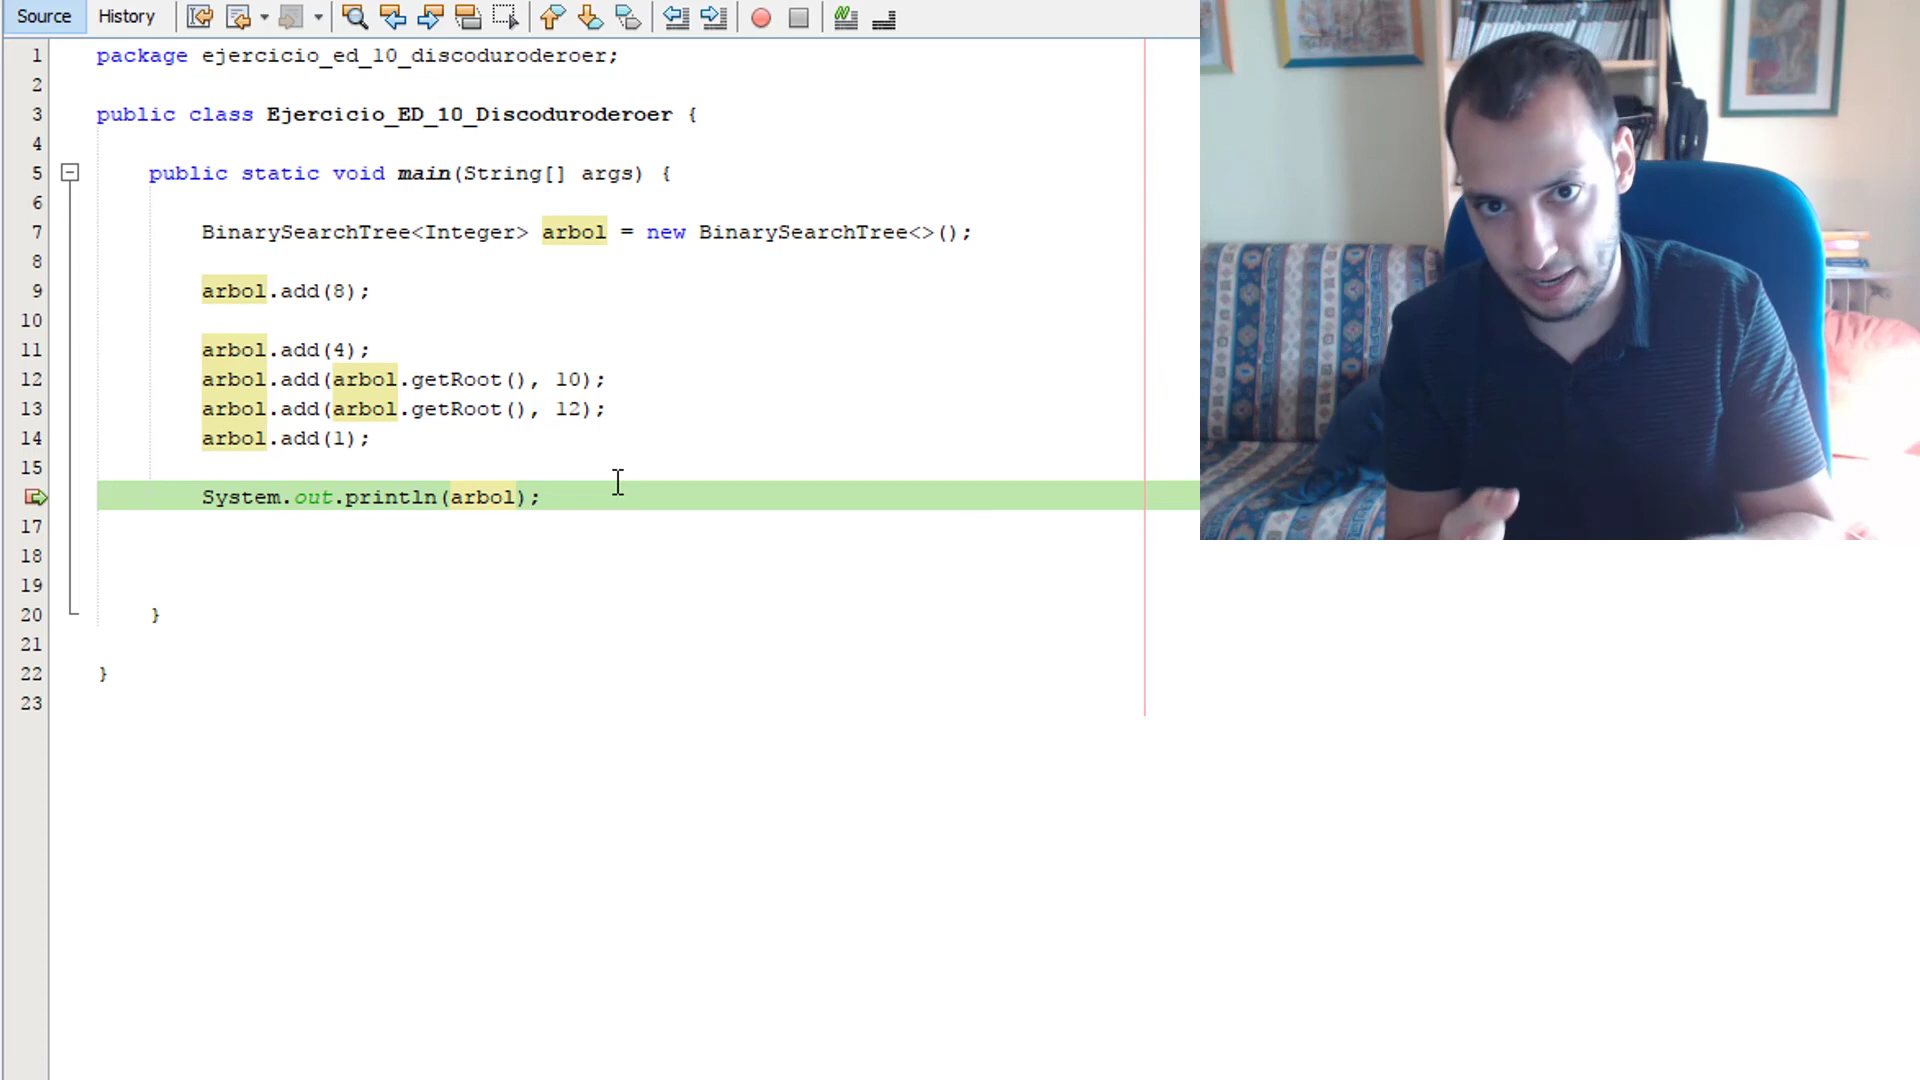 Source History
1 package ejercicio_ed_10_discoduroderoer;
2
3 public class Ejercicio_ED_10_Discoduroderoer {
4
5 public static void main(String[] args) {
6
7 BinarySearchTree<Integer> arbol = new BinarySearchTree<>();
8
9 arbol.add(8);
10
11 arbol.add(4);
12 arbol.add(arbol.getRoot(), 10);
13 arbol.add(arbol.getRoot(), 12);
14 arbol.add(1);
15
System.out.println(arbol);
17
18
19
20 }
21
22 }
23